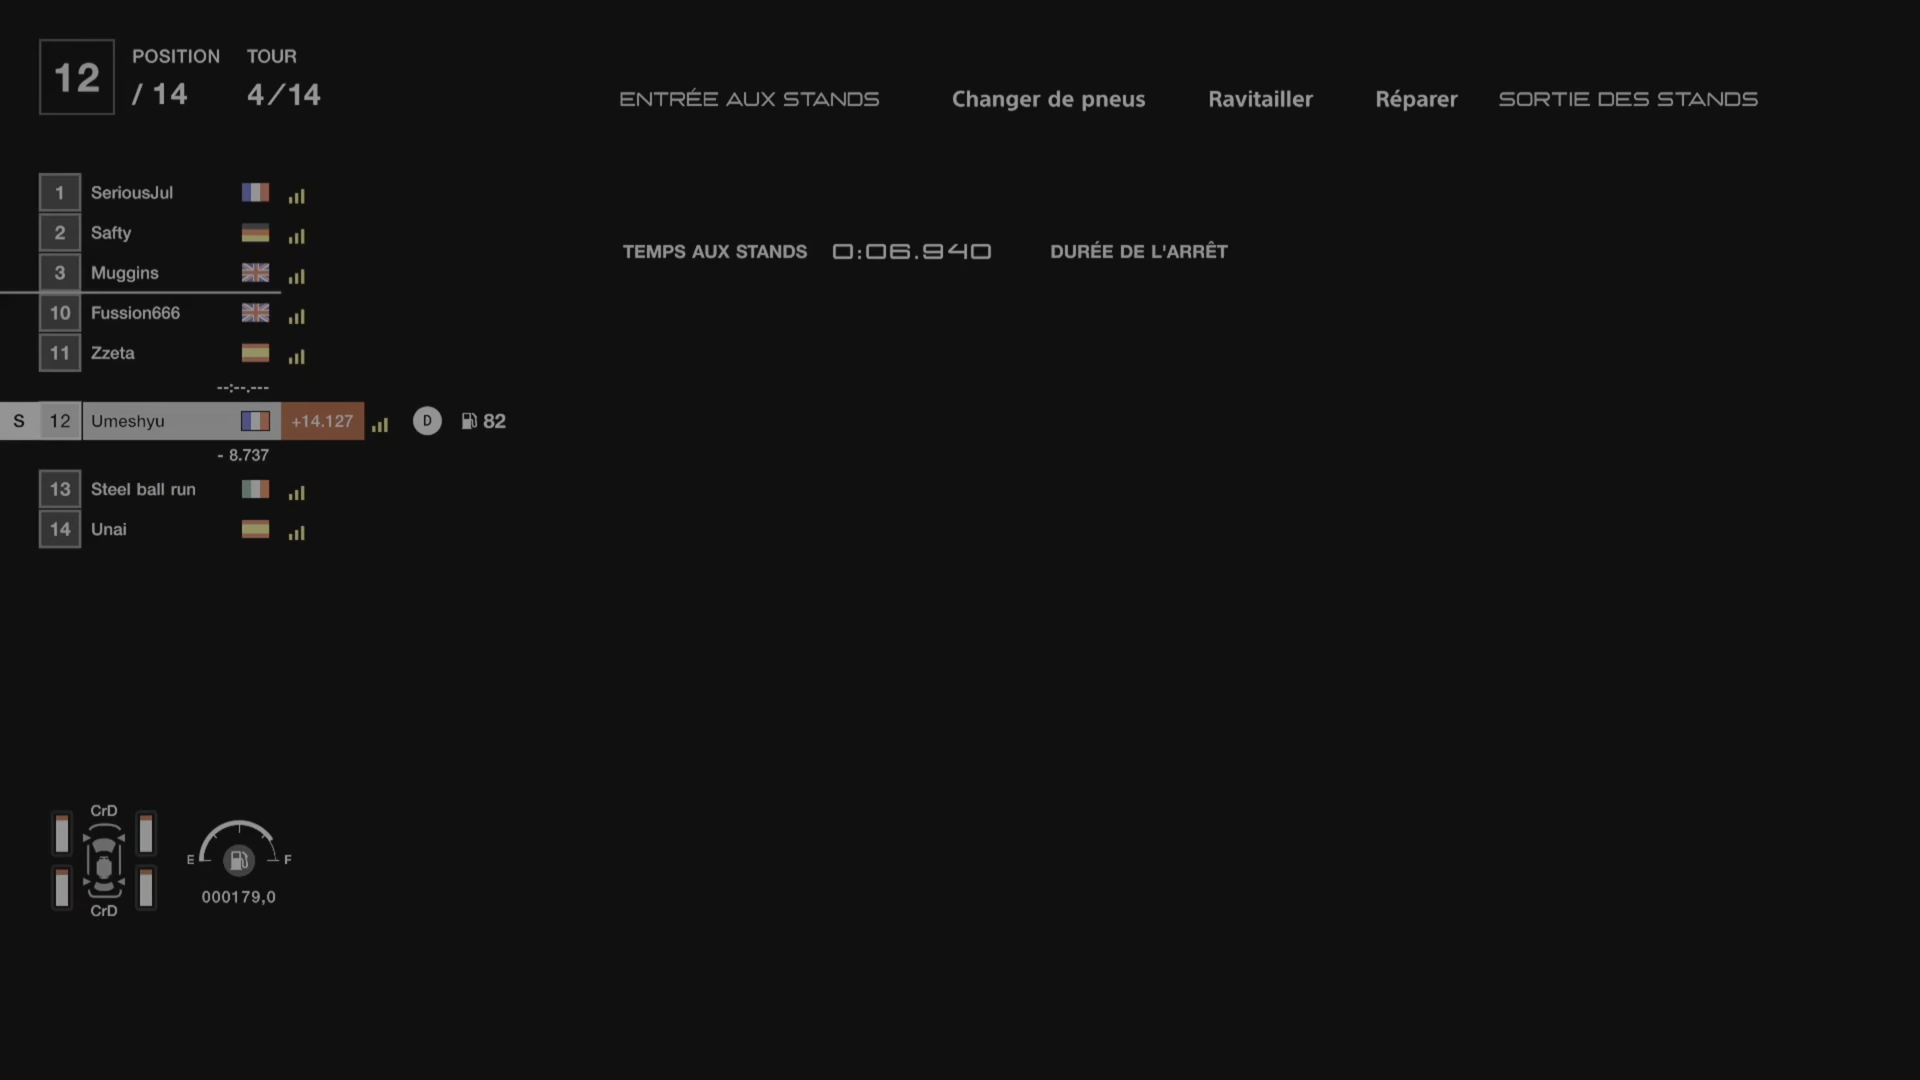 12
POSITION
/ 14
TOUR
4/14
ENTRÉE AUX STANDS
Changer de pneus
Ravitailler
Réparer
SORTIE DES STANDS
1 SeriousJul
2 Safty
3 Muggins
10 Fussion666
11 Zzeta
--:--.---
S 12 Umeshyu +14.127 D 82
- 8.737
13 Steel ball run
14 Unai
TEMPS AUX STANDS 0:06.940 DURÉE DE L'ARRÊT
CrD
CrD
E F
000179,0